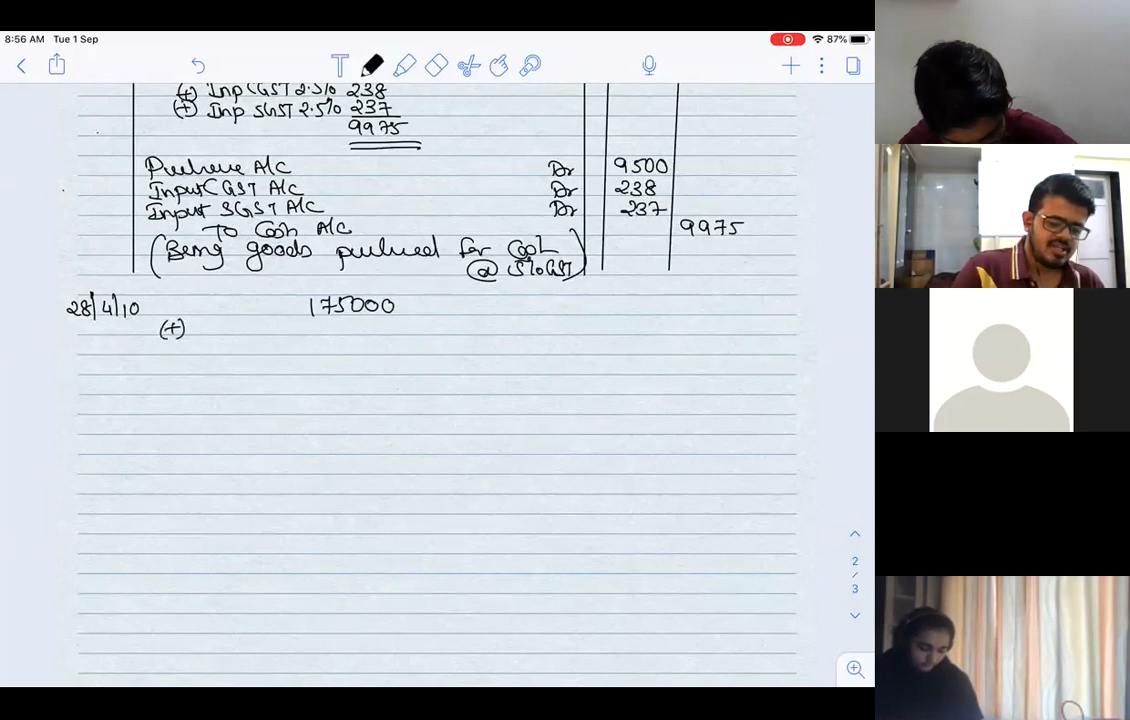 8:56 AM Tue 1 Sep
87%
(+) Inp CGST 2.5% 238
(+) Inp SGST 2.5% 237
9975
A/C Dr 9500
Input CGST A/C Dr 238
Input SGST A/C Dr 237
To Cash A/C 9975
(Being goods for Cash
@ 5% GST)
28/4/10 175000
(+)
2
/
3